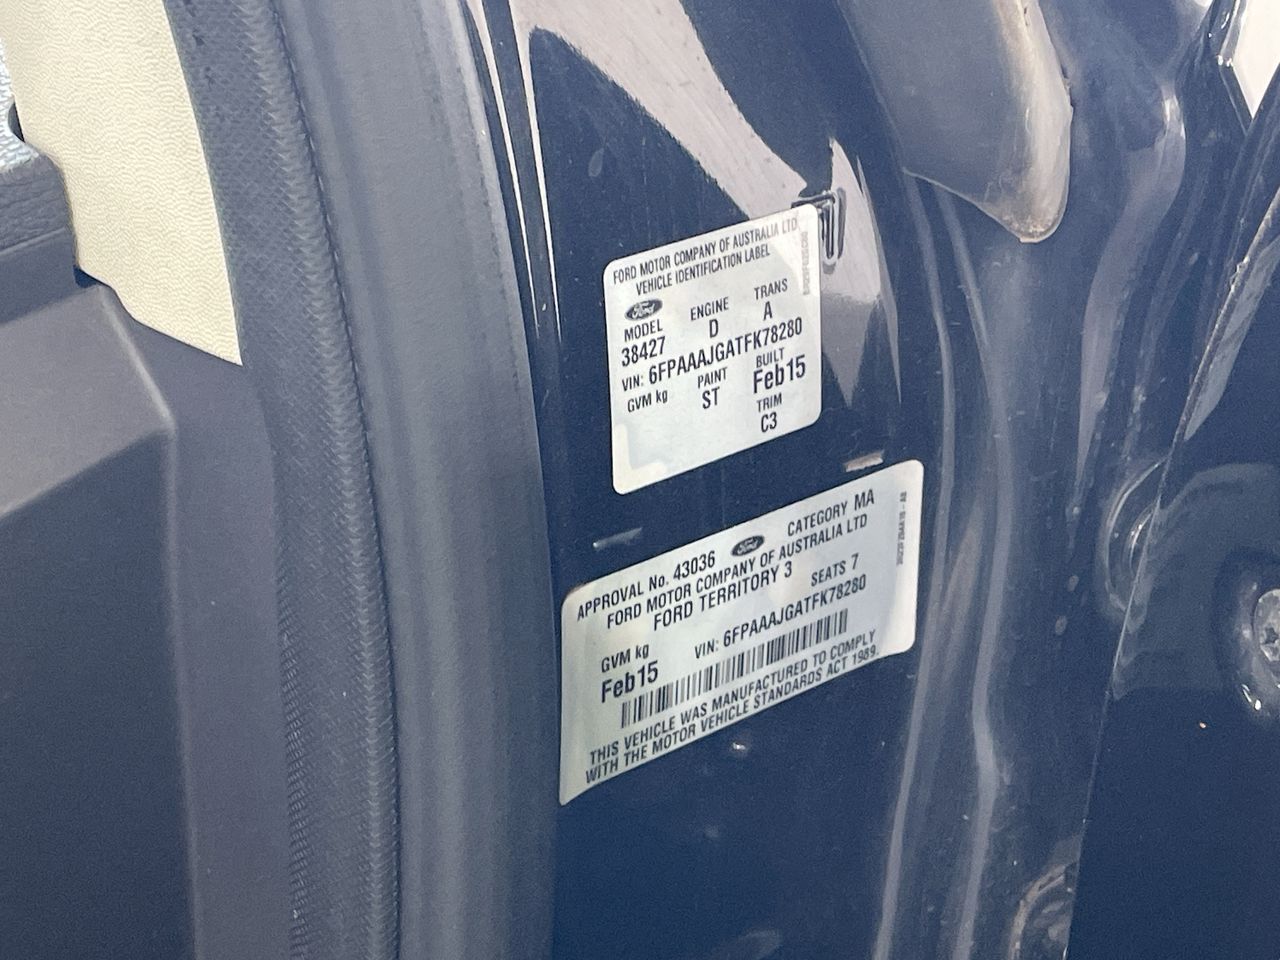 FORD MOTOR COMPANY OF AUSTRALIA LTD
VEHICLE IDENTIFICATION LABEL
Ford
MODEL ENGINE TRANS
38427 D A
VIN: 6FPAAAJGATFK78280
GVM kg PAINT BUILT
ST Feb15
TRIM
C3
APPROVAL No. 43036 Ford CATEGORY MA
FORD MOTOR COMPANY OF AUSTRALIA LTD
FORD TERRITORY 3 SEATS 7
GVM kg VIN: 6FPAAAJGATFK78280
Feb15
THIS VEHICLE WAS MANUFACTURED TO COMPLY
WITH THE MOTOR VEHICLE STANDARDS ACT 1989.